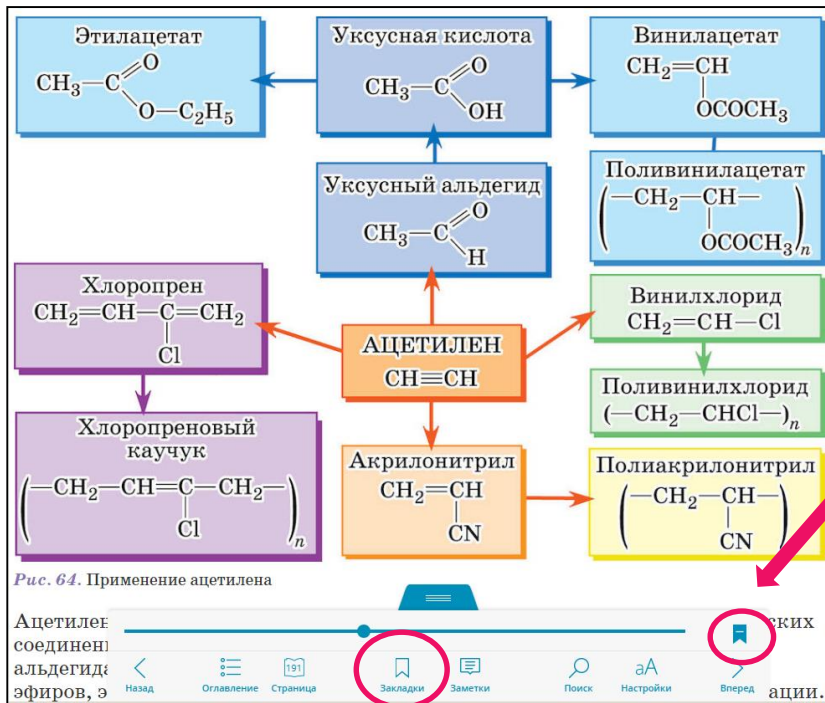 Этилацетат
CH₃—C
O
O—C₂H₅
Уксусная кислота
CH₃—C
O
OH
Винилацетат
CH₂=CH
OCOCH₃
Уксусный альдегид
CH₃—C
O
H
Поливинилацетат
(—CH₂—CH—)n
OCOCH₃
Хлоропрен
CH₂=CH—C=CH₂
Cl
АЦЕТИЛЕН
CH≡CH
Винилхлорид
CH₂=CH—Cl
Поливинилхлорид
(—CH₂—CHCl—)n
Хлоропреновый
каучук
(—CH₂—CH=C—CH₂—)n
Cl
Акрилонитрил
CH₂=CH
CN
Полиакрилонитрил
(—CH₂—CH—)
CN
n
Рис. 64. Применение ацетилена
Ацетилен ских
соединен
альдегида
эфиров, э ации.
191
Назад Оглавление Страница Закладки Заметки Поиск аА Настройки Вперед